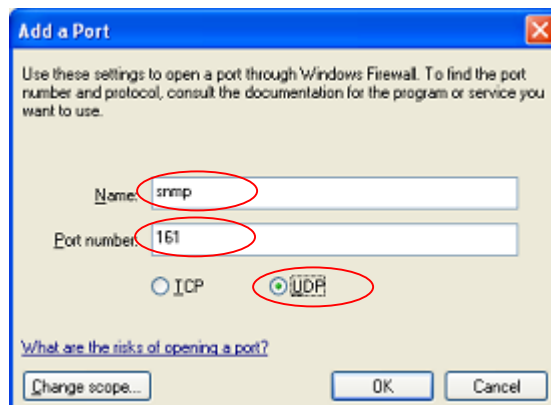 Add a Port
Use these settings to open a port through Windows Firewall. To find the port
number and protocol, consult the documentation for the program or service you
want to use.
Name: snmp
Port number: 161
TCP UDP
What are the risks of opening a port?
Change scope... OK Cancel